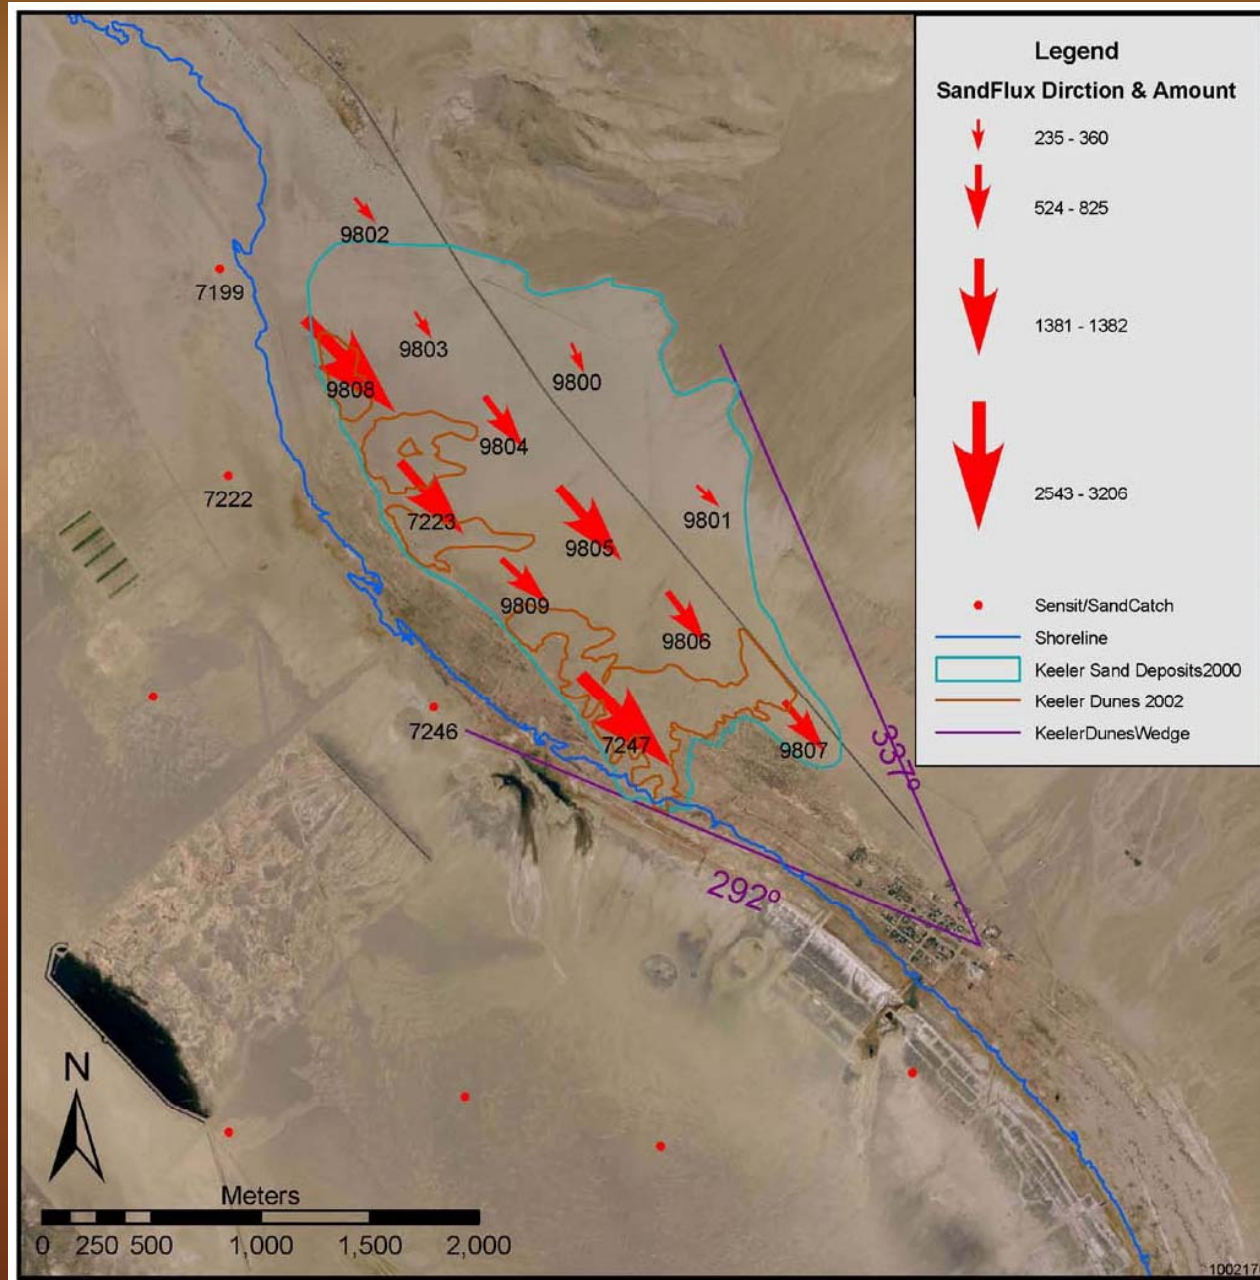 Legend
SandFlux Dirction & Amount
235 - 360
524 - 825
1381 - 1382
2543 - 3206
Sensit/SandCatch
Shoreline
Keeler Sand Deposits2000
Keeler Dunes 2002
KeelerDunesWedge
9802
7199
9803
9800
9808
9804
7222
7223
9801
9805
9809
9806
7246
7247
9807
337º
292º
N
Meters
0 250 500 1,000 1,500 2,000
100217